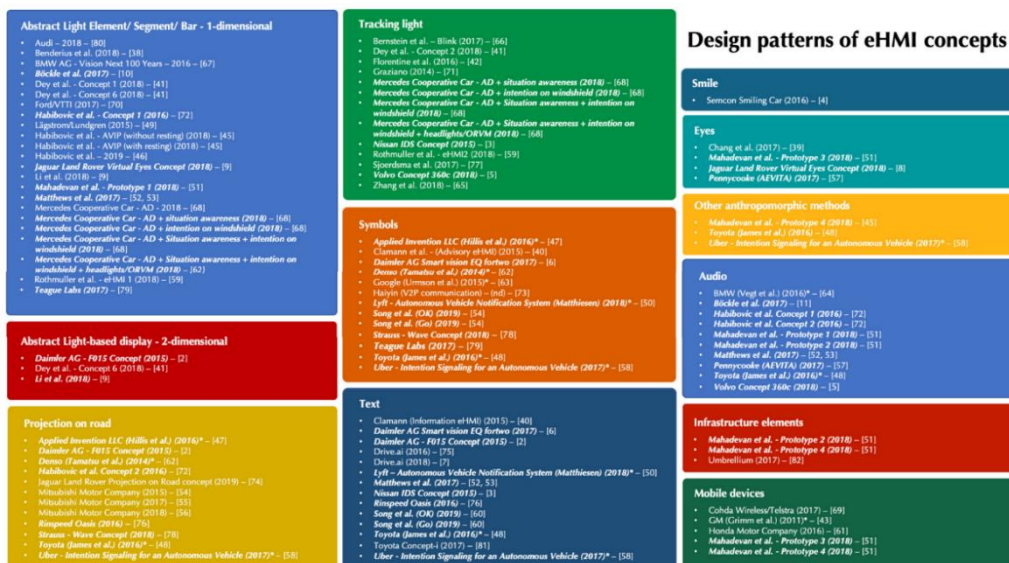 Design patterns of eHMI concepts
Abstract Light Element/ Segment/ Bar - 1-dimensional
Audi – 2018 – [80]
Benderius et al. (2018) – [38]
BMW AG - Vision Next 100 Years – 2016 – [67]
Böckle et al. (2017) – [10]
Dey et al. - Concept 1 (2018) – [41]
Dey et al. - Concept 6 (2018) – [41]
Ford/VTTI (2017) – [70]
Habibovic et al. - Concept 1 (2016) – [72]
Lägstrom/Lundgren (2015) – [49]
Habibovic et al. - AVIP (without resting) (2018) – [45]
Habibovic et al. - AVIP (with resting) (2018) – [45]
Habibovic et al. - 2019 – [46]
Jaguar Land Rover Virtual Eyes Concept (2018) – [9]
Li et al. (2018) – [9]
Mahadevan et al. - Prototype 1 (2018) – [51]
Matthews et al. (2017) – [52, 53]
Mercedes Cooperative Car - AD - 2018 – [68]
Mercedes Cooperative Car - AD + situation awareness (2018) – [68]
Mercedes Cooperative Car - AD + intention on windshield (2018) – [68]
Mercedes Cooperative Car - AD + Situation awareness + intention on
windshield (2018) – [68]
Mercedes Cooperative Car - AD + Situation awareness + intention on
windshield + headlights/ORVM (2018) – [62]
Rothmuller et al. - eHMI 1 (2018) – [59]
Teague Labs (2017) – [79]
Abstract Light-based display - 2-dimensional
Daimler AG - F015 Concept (2015) – [2]
Dey et al. - Concept 6 (2018) – [41]
Li et al. (2018) – [9]
Projection on road
Applied Invention LLC (Hillis et al.) (2016)* – [47]
Daimler AG - F015 Concept (2015) – [2]
Denso (Tamatsu et al.) (2014)* – [62]
Habibovic et al. Concept 2 (2016) – [72]
Jaguar Land Rover Projection on Road concept (2019) – [74]
Mitsubishi Motor Company (2015) – [54]
Mitsubishi Motor Company (2017) – [55]
Mitsubishi Motor Company (2018) – [56]
Rinspeed Oasis (2016) – [76]
Strauss - Wave Concept (2018) – [78]
Toyota (James et al.) (2016)* – [48]
Uber - Intention Signaling for an Autonomous Vehicle (2017)* – [58]
Tracking light
Bernstein et al. – Blink (2017) – [66]
Dey et al. - Concept 2 (2018) – [41]
Florentine et al. (2016) – [42]
Graziano (2014) – [71]
Mercedes Cooperative Car - AD + situation awareness (2018) – [68]
Mercedes Cooperative Car - AD + intention on windshield (2018) – [68]
Mercedes Cooperative Car - AD + Situation awareness + intention on
windshield (2018) – [68]
Mercedes Cooperative Car - AD + Situation awareness + intention on
windshield + headlights/ORVM (2018) – [68]
Nissan IDS Concept (2015) – [3]
Rothmuller et al. - eHMI2 (2018) – [59]
Sjoerdsma et al. (2017) – [77]
Volvo Concept 360c (2018) – [5]
Zhang et al. (2018) – [65]
Symbols
Applied Invention LLC (Hillis et al.) (2016)* – [47]
Clamann et al. - (Advisory eHMI) (2015) – [40]
Daimler AG Smart vision EQ fortwo (2017) – [6]
Denso (Tamatsu et al.) (2014)* – [62]
Google (Urmson et al.) (2015)* – [63]
Haiyin (V2P communication) – (nd) – [73]
Lyft - Autonomous Vehicle Notification System (Matthiesen) (2018)* – [50]
Song et al. (OK) (2019) – [54]
Song et al. (Go) (2019) – [54]
Strauss - Wave Concept (2018) – [78]
Teague Labs (2017) – [79]
Toyota (James et al.) (2016)* – [48]
Uber - Intention Signaling for an Autonomous Vehicle (2017)* – [58]
Text
Clamann (Information eHMI) (2015) – [40]
Daimler AG Smart vision EQ fortwo (2017) – [6]
Daimler AG - F015 Concept (2015) – [2]
Drive.ai (2016) – [75]
Drive.ai (2018) – [7]
Lyft – Autonomous Vehicle Notification System (Matthiesen) (2018)* – [50]
Matthews et al. (2017) – [52, 53]
Nissan IDS Concept (2015) – [3]
Rinspeed Oasis (2016) – [76]
Song et al. (OK) (2019) – [60]
Song et al. (Go) (2019) – [60]
Toyota (James et al.) (2016)* – [48]
Toyota Concept-i (2017) – [81]
Uber - Intention Signaling for an Autonomous Vehicle (2017)* – [58]
Smile
Semcon Smiling Car (2016) – [4]
Eyes
Chang et al. (2017) – [39]
Mahadevan et al. - Prototype 3 (2018) – [51]
Jaguar Land Rover Virtual Eyes Concept (2018) – [8]
Pennycooke (AEVITA) (2017) – [57]
Other anthropomorphic methods
Mahadevan et al. - Prototype 4 (2018) – [45]
Toyota (James et al.) (2016) – [48]
Uber - Intention Signaling for an Autonomous Vehicle (2017)* – [58]
Audio
BMW (Vegt et al.) (2016)* – [64]
Böckle et al. (2017) – [11]
Habibovic et al. Concept 1 (2016) – [72]
Habibovic et al. Concept 2 (2016) – [72]
Mahadevan et al. - Prototype 1 (2018) – [51]
Mahadevan et al. - Prototype 2 (2018) – [51]
Matthews et al. (2017) – [52, 53]
Pennycooke (AEVITA) (2017) – [57]
Toyota (James et al.) (2016)* – [48]
Volvo Concept 360c (2018) – [5]
Infrastructure elements
Mahadevan et al. - Prototype 2 (2018) – [51]
Mahadevan et al. - Prototype 4 (2018) – [51]
Umbrellium (2017) – [82]
Mobile devices
Cohda Wireless/Telstra (2017) – [69]
GM (Grimm et al.) (2011)* – [43]
Honda Motor Company (2016) – [61]
Mahadevan et al. - Prototype 3 (2018) – [51]
Mahadevan et al. - Prototype 4 (2018) – [51]